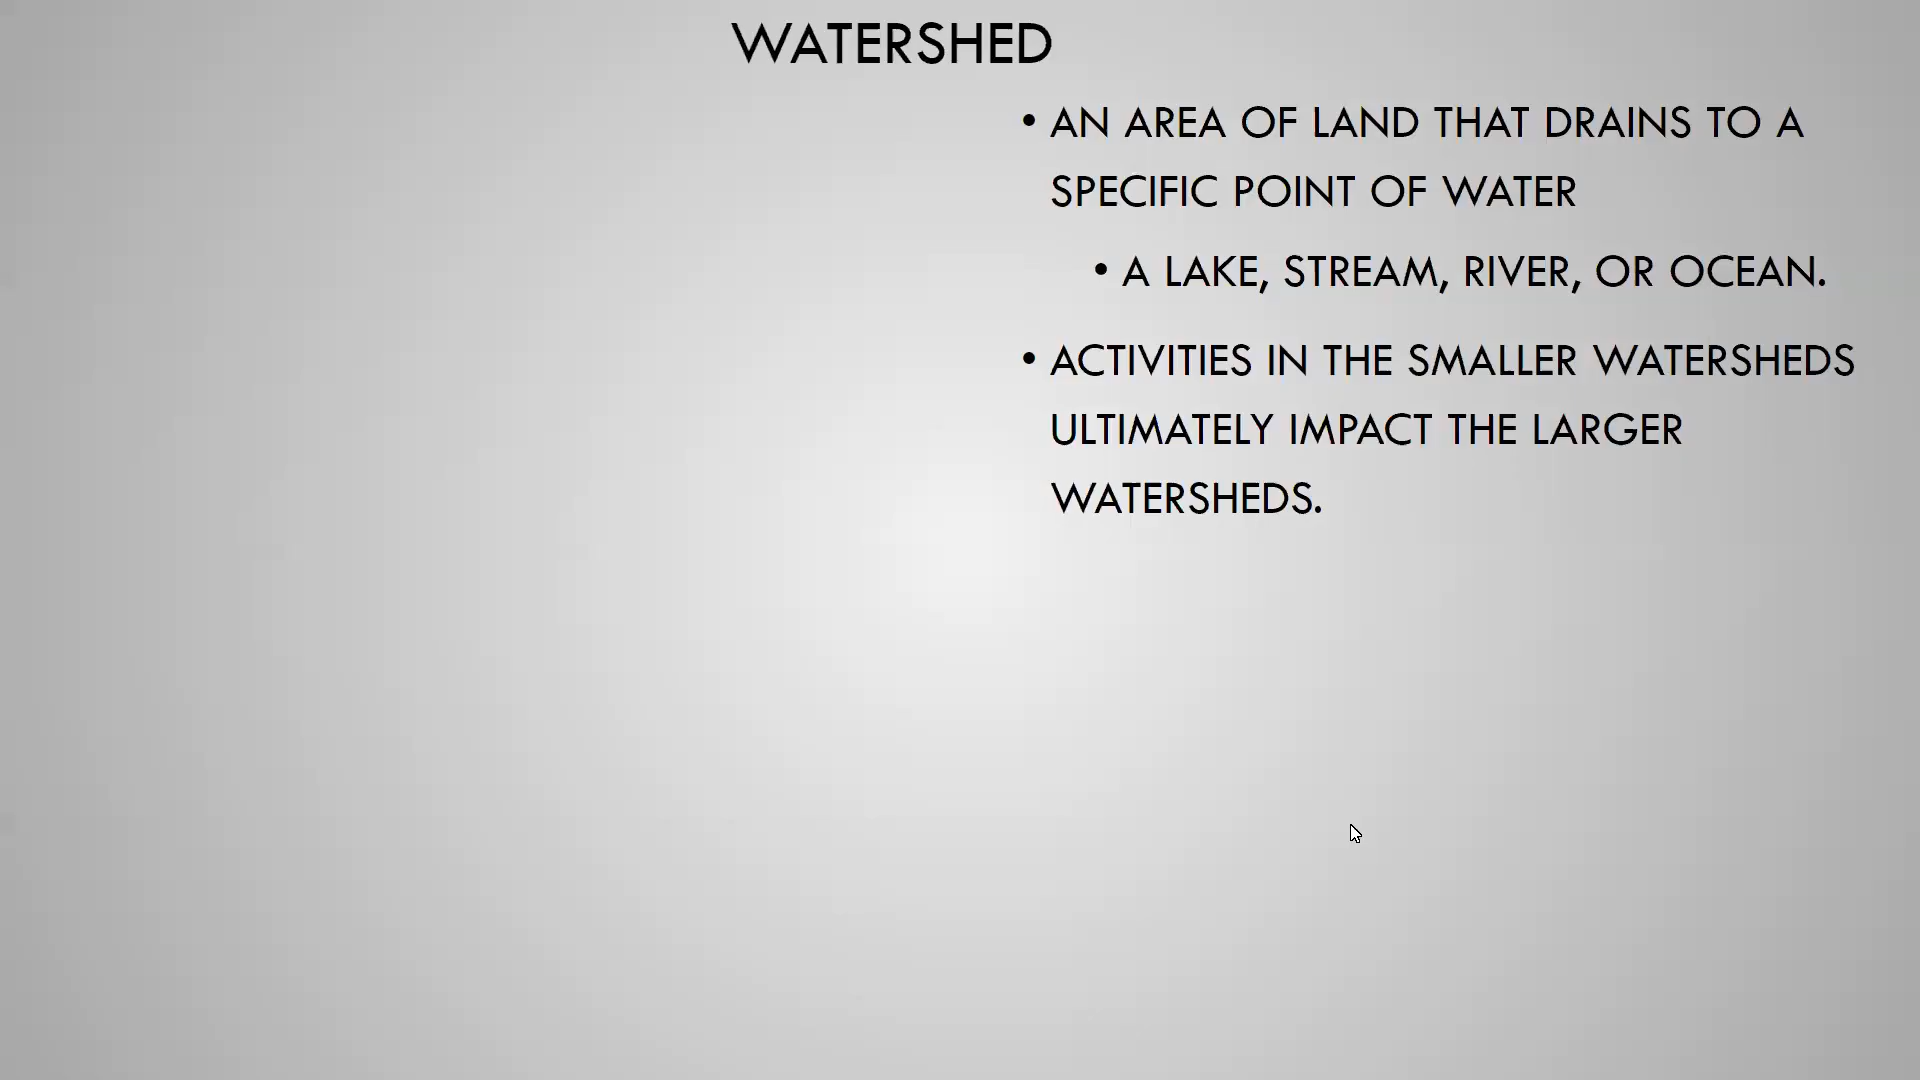 WATERSHED
• AN AREA OF LAND THAT DRAINS TO A
SPECIFIC POINT OF WATER
• A LAKE, STREAM, RIVER, OR OCEAN.
• ACTIVITIES IN THE SMALLER WATERSHEDS
ULTIMATELY IMPACT THE LARGER
WATERSHEDS.